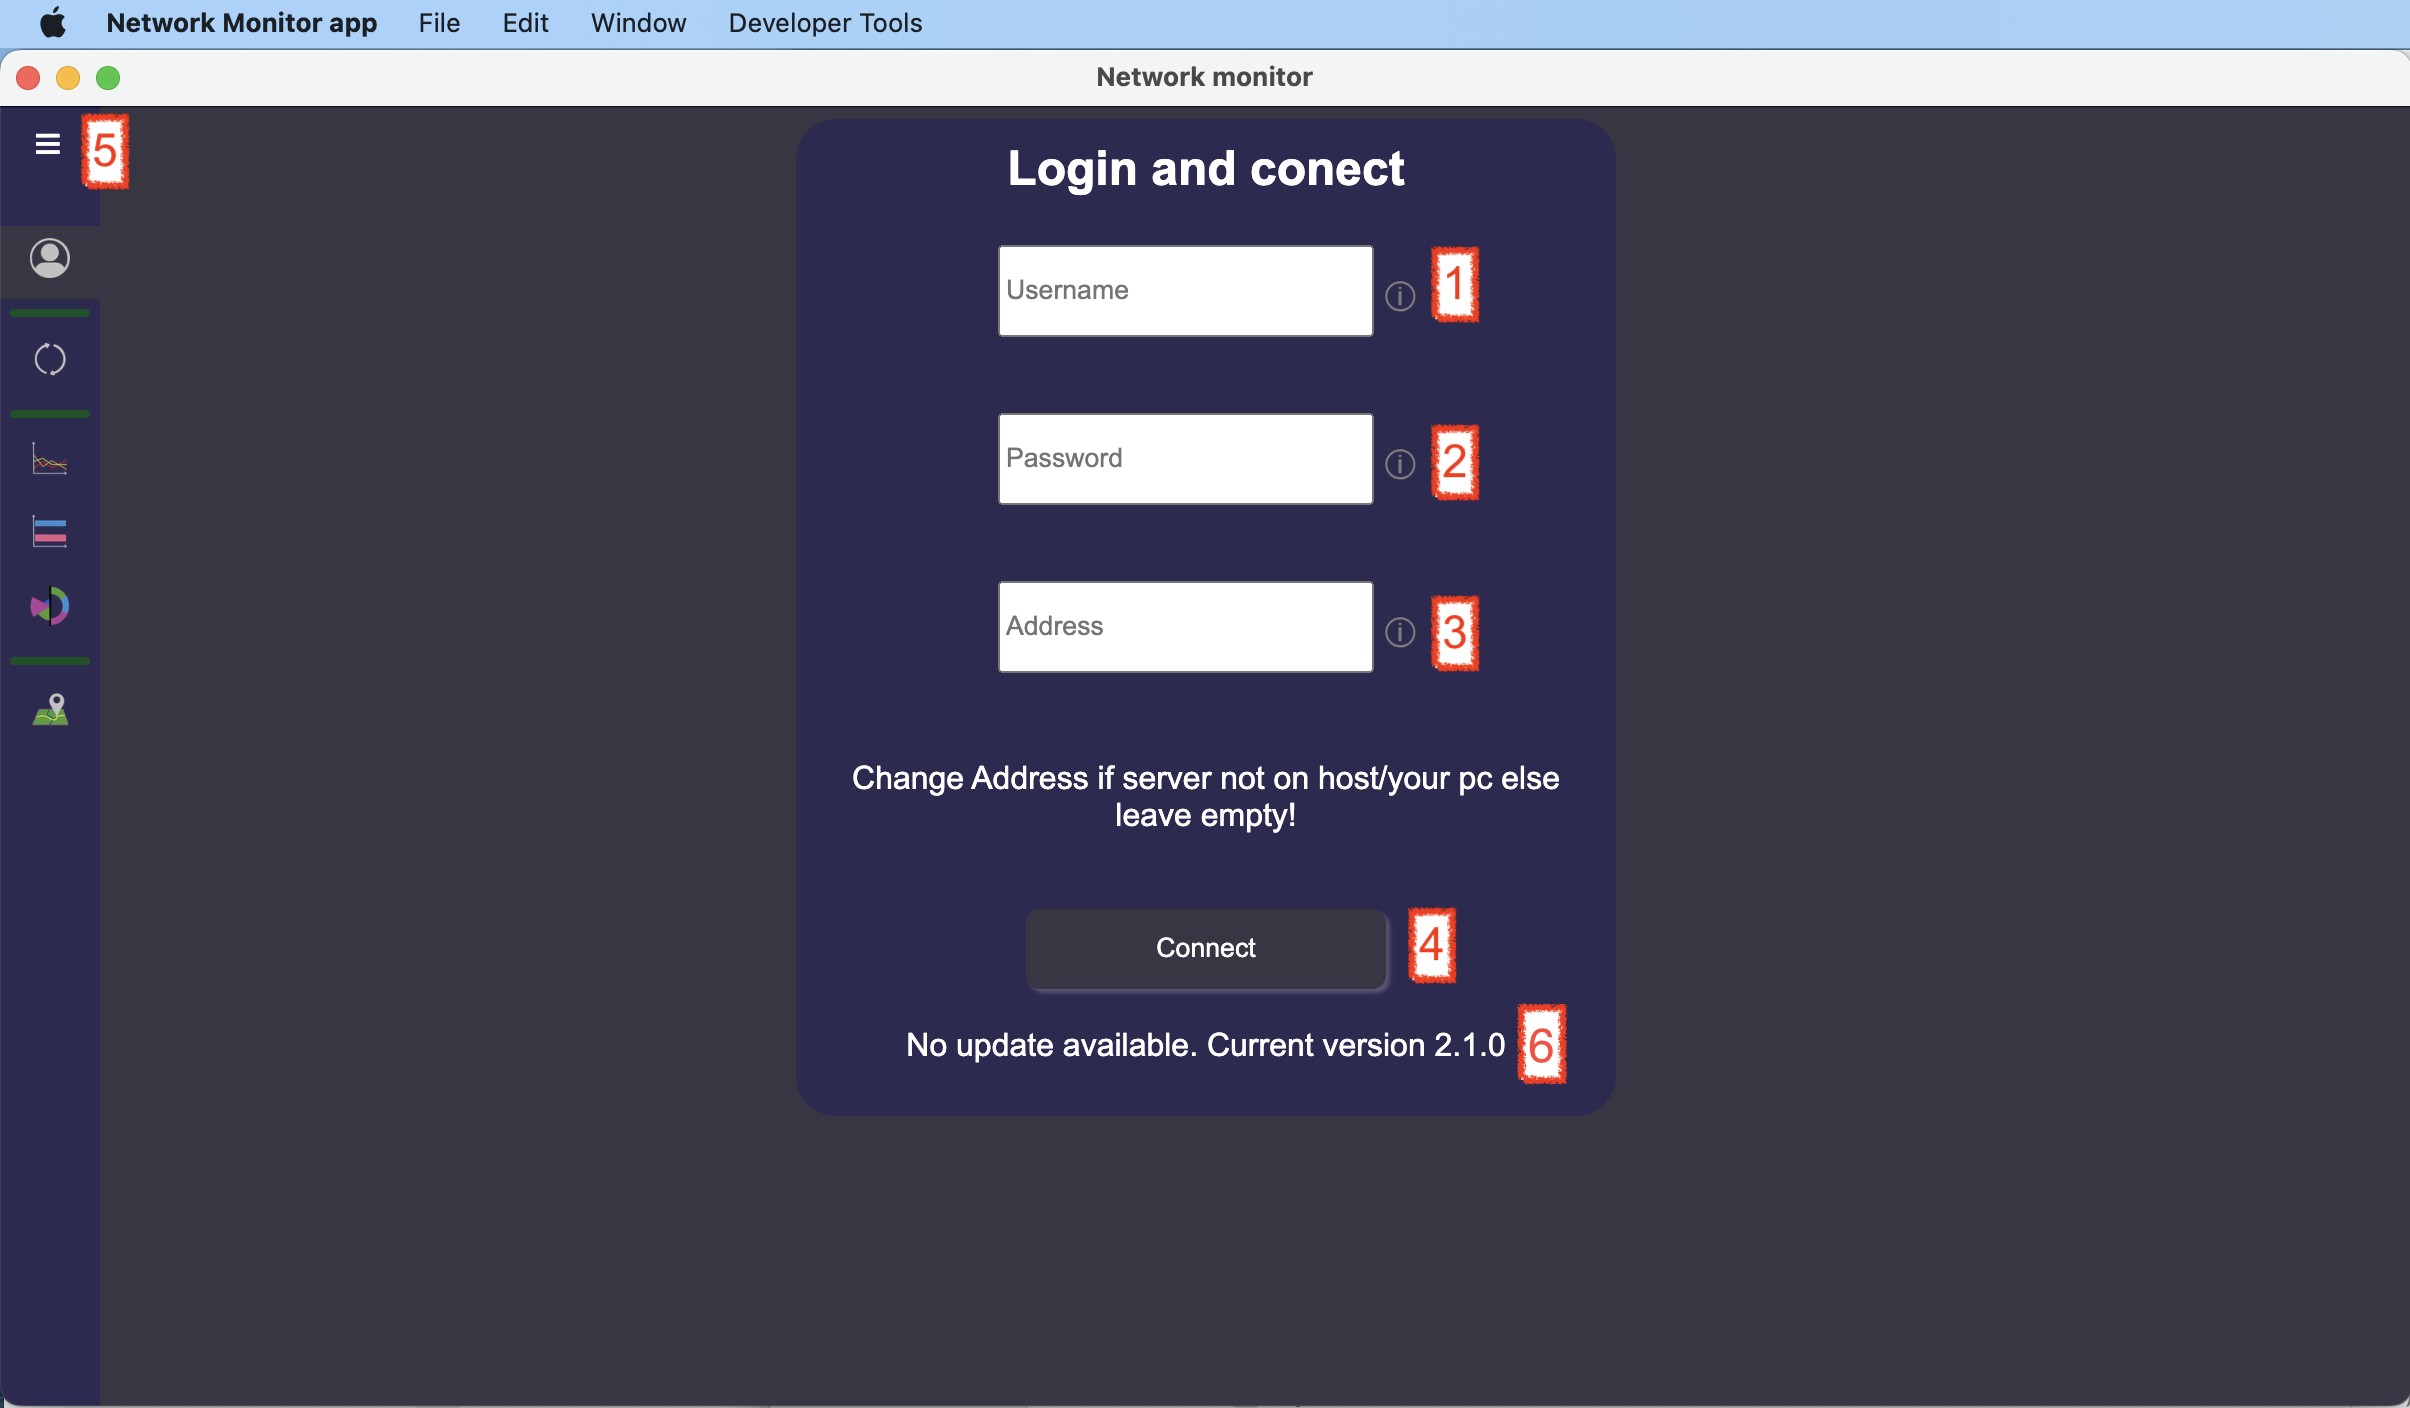 Network Monitor app File Edit Window Developer Tools
Network monitor
5
Login and conect
Username 1
Password 2
Address 3
Change Address if server not on host/your pc else
leave empty!
Connect 4
No update available. Current version 2.1.0 6